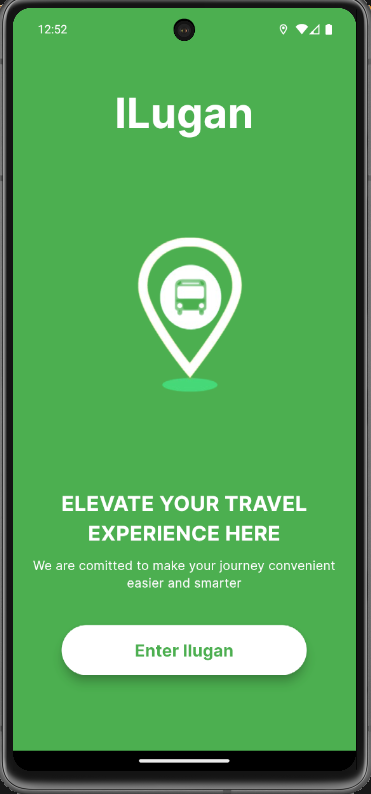 12:52
ILugan
ELEVATE YOUR TRAVEL
EXPERIENCE HERE
We are comitted to make your journey convenient
easier and smarter
Enter Ilugan